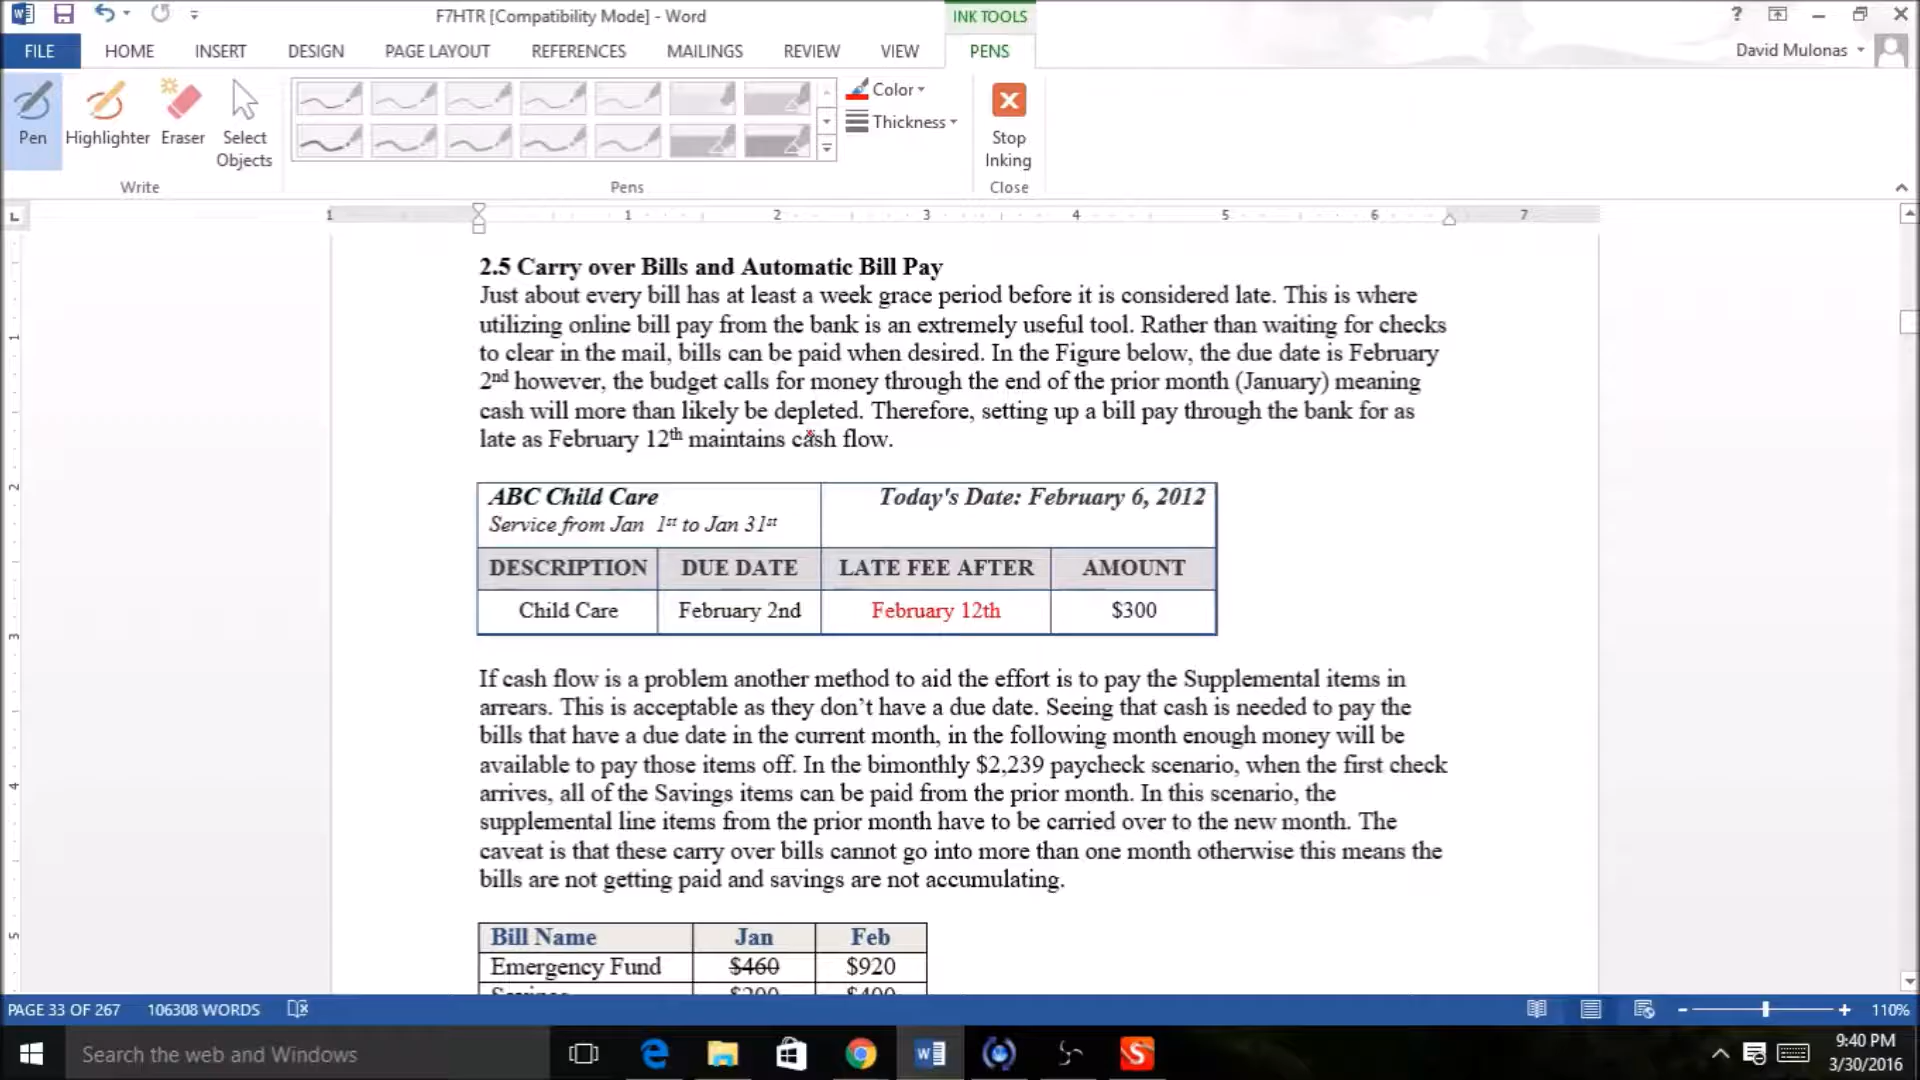 F7HTR [Compatibility Mode] - Word
INK TOOLS
?
FILE
HOME
INSERT
DESIGN
PAGE LAYOUT
REFERENCES
MAILINGS
REVIEW
VIEW
PENS
David Mulonas
Pen
Highlighter
Eraser
Select
Objects
Color
Thickness
Stop
Inking
Write
Pens
Close
1 1 2 3 4 5 6 7
2.5 Carry over Bills and Automatic Bill Pay
Just about every bill has at least a week grace period before it is considered late. This is where
utilizing online bill pay from the bank is an extremely useful tool. Rather than waiting for checks
to clear in the mail, bills can be paid when desired. In the Figure below, the due date is February
2nd however, the budget calls for money through the end of the prior month (January) meaning
cash will more than likely be depleted. Therefore, setting up a bill pay through the bank for as
late as February 12th maintains cash flow.
ABC Child Care
Service from Jan 1st to Jan 31st
Today's Date: February 6, 2012
DESCRIPTION DUE DATE LATE FEE AFTER AMOUNT
Child Care February 2nd February 12th $300
If cash flow is a problem another method to aid the effort is to pay the Supplemental items in
arrears. This is acceptable as they don’t have a due date. Seeing that cash is needed to pay the
bills that have a due date in the current month, in the following month enough money will be
available to pay those items off. In the bimonthly $2,239 paycheck scenario, when the first check
arrives, all of the Savings items can be paid from the prior month. In this scenario, the
supplemental line items from the prior month have to be carried over to the new month. The
caveat is that these carry over bills cannot go into more than one month otherwise this means the
bills are not getting paid and savings are not accumulating.
Bill Name Jan Feb
Emergency Fund $460 $920
Savings $200 $400
1
2
3
4
5
PAGE 33 OF 267
106308 WORDS
110%
Search the web and Windows
9:40 PM
3/30/2016